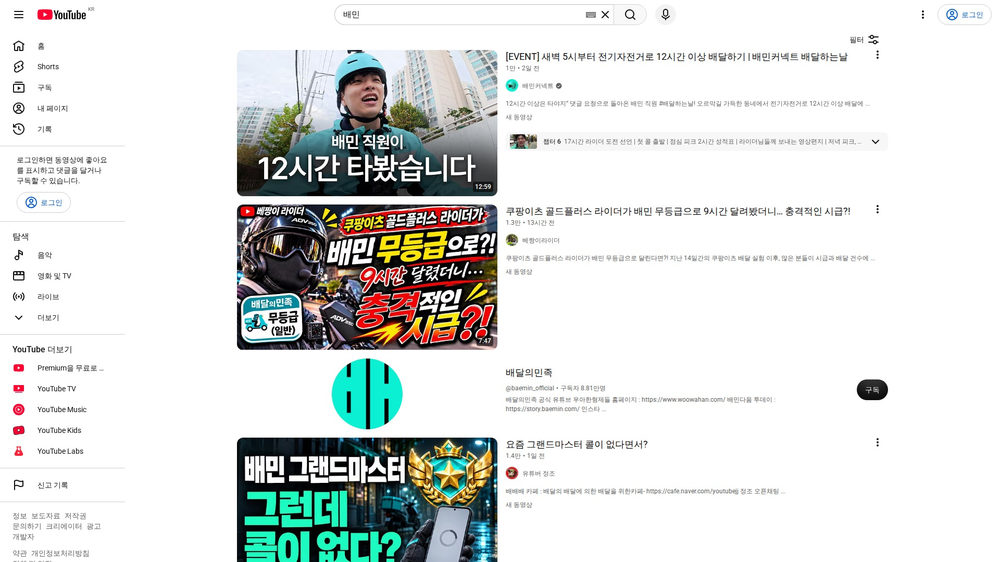 YouTube KR
배민
로그인
홈
Shorts
구독
내 페이지
기록
로그인하면 동영상에 좋아요
를 표시하고 댓글을 달거나
구독할 수 있습니다.
로그인
탐색
음악
영화 및 TV
라이브
더보기
YouTube 더보기
Premium을 무료로 ...
YouTube TV
YouTube Music
YouTube Kids
YouTube Labs
신고 기록
정보 보도자료 저작권
문의하기 크리에이터 광고
개발자
약관 개인정보처리방침
필터
배민 직원이
12시간 타봤습니다
12:59
[EVENT] 새벽 5시부터 전기자전거로 12시간 이상 배달하기 | 배민커넥트 배달하는날
1만 • 2일 전
배민커넥트
12시간 이상은 타야지" 댓글 요청으로 돌아온 배민 직원 #배달하는날! 오르막길 가득한 동네에서 전기자전거로 12시간 이상 배달에 ...
새 동영상
챕터 6 17시간 라이더 도전 선언 | 첫 콜 출발 | 점심 피크 2시간 성적표 | 라이더님들께 보내는 영상편지 | 저녁 피크, ...
베짱이 라이더
쿠팡이츠 골드플러스 라이더가
배민 무등급으로?!
9시간 달렸더니...
충격적인
시급?!
배달의민족
무등급
(일반)
ADV
ADV
7:47
쿠팡이츠 골드플러스 라이더가 배민 무등급으로 9시간 달려봤더니... 충격적인 시급?!
1.3만 • 13시간 전
베짱이라이더
쿠팡이츠 골드플러스 라이더가 배민 무등급으로 달린다면?! 지난 14일간의 쿠팡이츠 배달 실험 이후, 많은 분들이 시급과 배달 건수에 ...
새 동영상
배달의민족
@baemin_official • 구독자 8.81만명
배달의민족 공식 유튜브 우아한형제들 홈페이지 : https://www.woowahan.com/ 배민다움 투데이 :
https://story.baemin.com/ 인스타 ...
구독
배민 그랜드마스터
그런데
콜이 없다?
요즘 그랜드마스터 콜이 없다면서?
1.4만 • 1일 전
유튜버 정조
배배배 카페 : 배달의 배달에 의한 배달을 위한카페- https://cafe.naver.com/youtubejj 정조 오픈채팅 ...
새 동영상